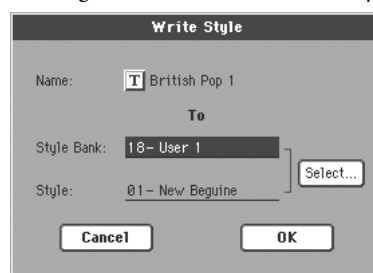 Write Style
Name: T British Pop 1
To
Style Bank: 18- User 1
Select...
Style: 01- New Beguine
Cancel OK